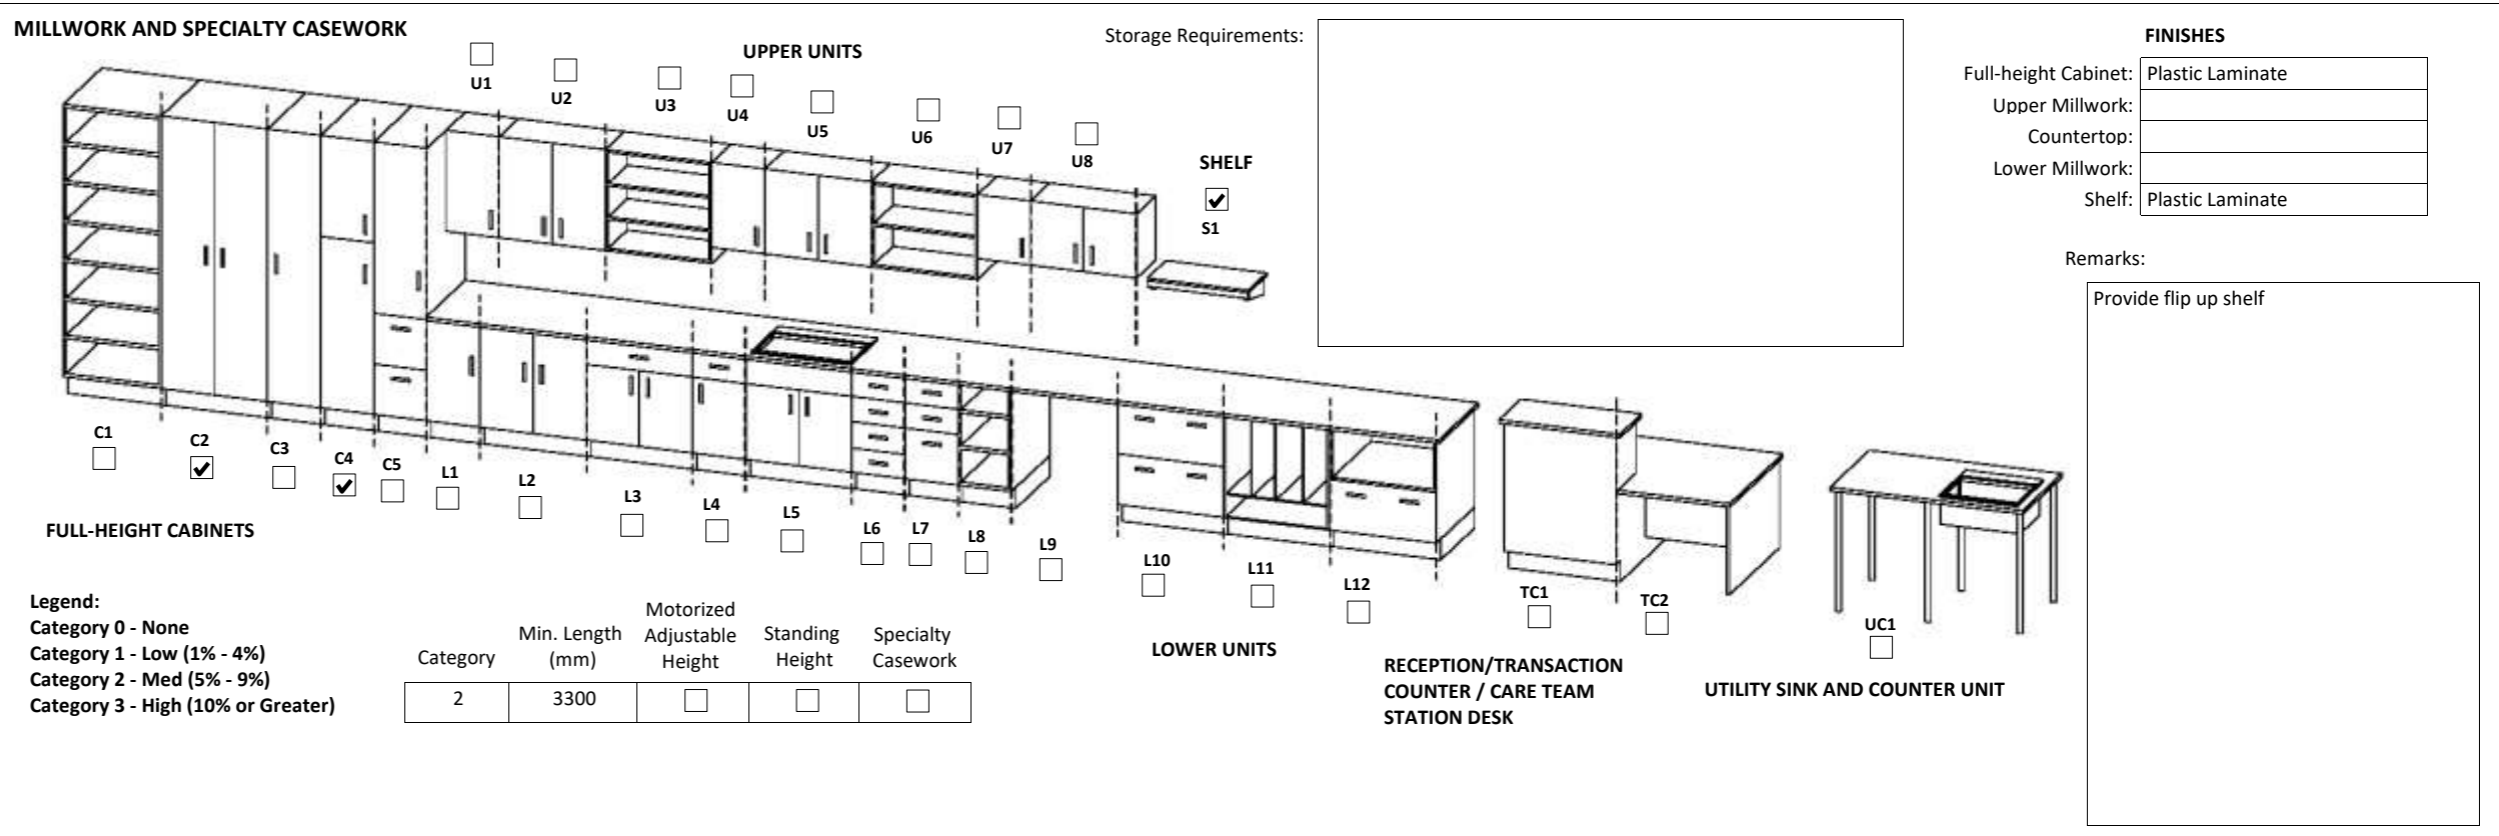 MILLWORK AND SPECIALTY CASEWORK
UPPER UNITS
U1
U2
U3
U4
U5
U6
U7
U8
SHELF
S1
Storage Requirements:
FINISHES
Full-height Cabinet: Plastic Laminate
Upper Millwork:
Countertop:
Lower Millwork:
Shelf: Plastic Laminate
Remarks:
Provide flip up shelf
C1
C2
C3
C4
C5
L1
L2
L3
L4
L5
L6
L7
L8
L9
L10
L11
L12
TC1
TC2
UC1
FULL-HEIGHT CABINETS
LOWER UNITS
RECEPTION/TRANSACTION
COUNTER / CARE TEAM
STATION DESK
UTILITY SINK AND COUNTER UNIT
Legend:
Category 0 - None
Category 1 - Low (1% - 4%)
Category 2 - Med (5% - 9%)
Category 3 - High (10% or Greater)
Category
Min. Length
(mm)
Motorized
Adjustable
Height
Standing
Height
Specialty
Casework
2
3300